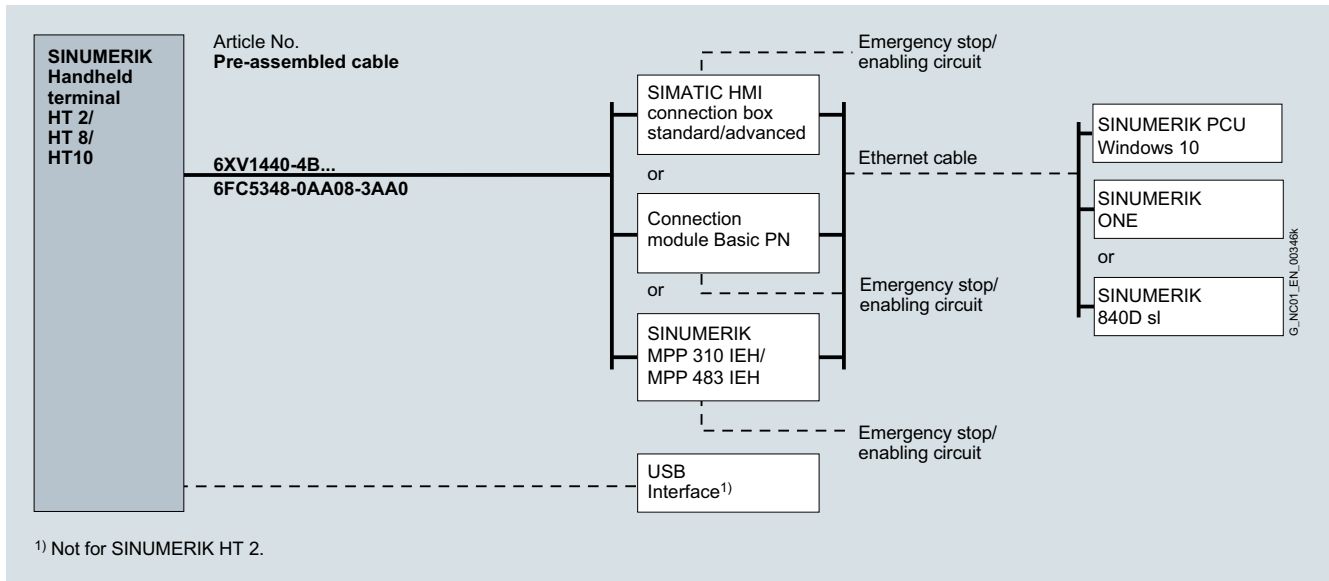 SINUMERIK
Handheld
terminal
HT 2/
HT 8/
HT10
Article No.
Pre-assembled cable
6XV1440-4B...
6FC5348-0AA08-3AA0
SIMATIC HMI
connection box
standard/advanced
or
Connection
module Basic PN
or
SINUMERIK
MPP 310 IEH/
MPP 483 IEH
USB
Interface1)
Emergency stop/
enabling circuit
Ethernet cable
Emergency stop/
enabling circuit
Emergency stop/
enabling circuit
SINUMERIK PCU
Windows 10
SINUMERIK
ONE
or
SINUMERIK
840D sl
G_NC01_EN_00346k
1) Not for SINUMERIK HT 2.